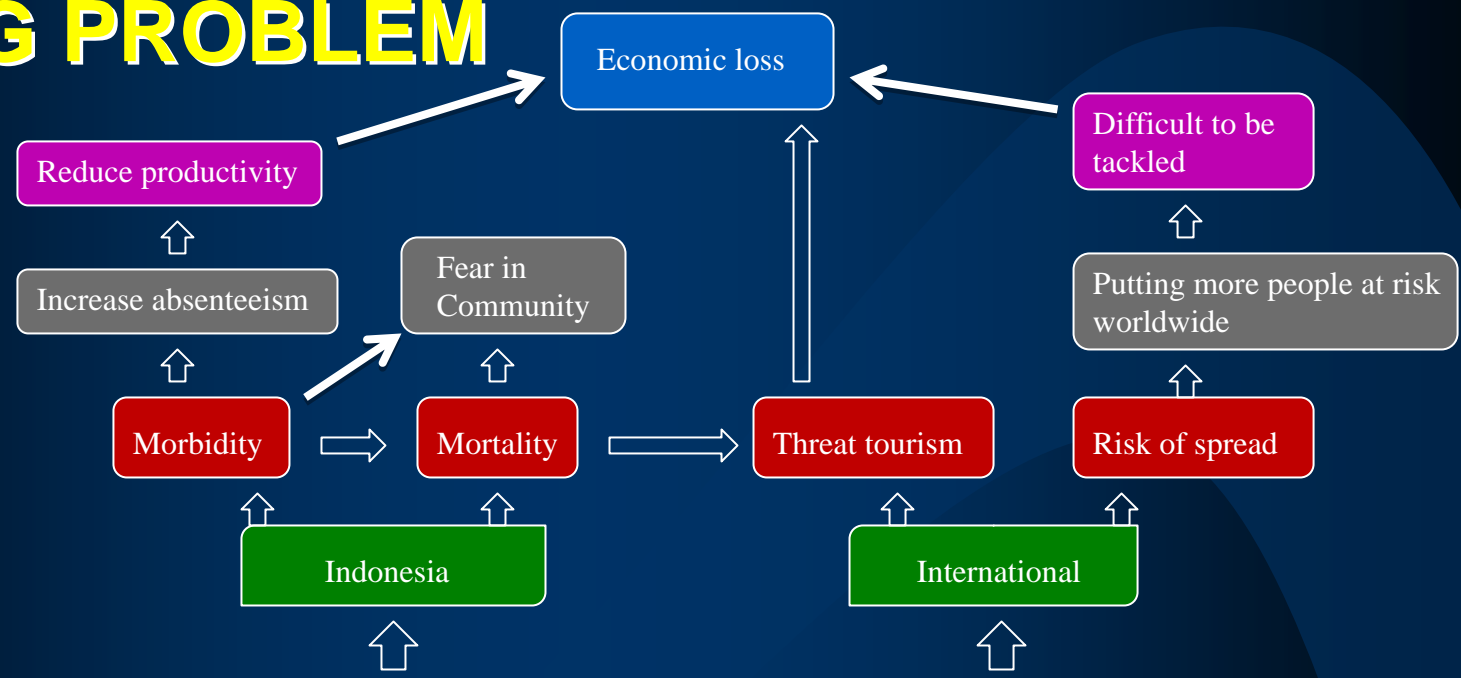 G PROBLEM
Economic loss
Difficult to be
tackled
Reduce productivity
Fear in
Community
Increase absenteeism
Putting more people at risk
worldwide
Morbidity
Mortality
Threat tourism
Risk of spread
Indonesia
International